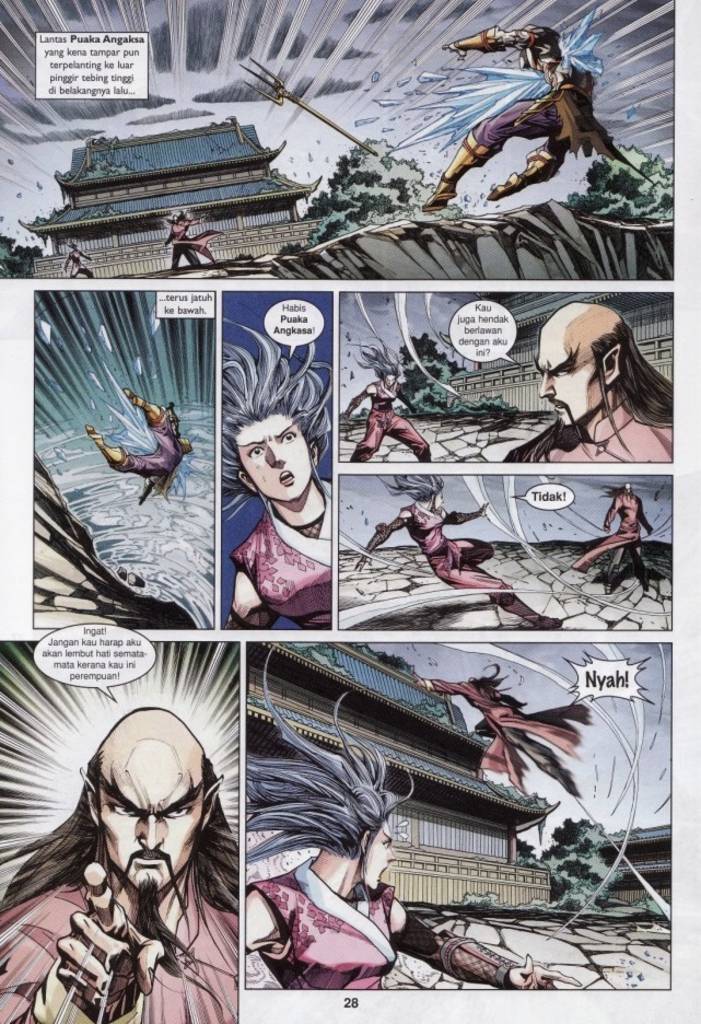 Lantas Puaka Angaksa
yang kena tampar pun
terpelanting ke luar
pinggir tebing tinggi
di belakangnya lalu...
...terus jatuh
ke bawah.
Habis
Puaka
Angkasa!
Kau
juga hendak
berlawan
dengan aku
ini?
Tidak!
Ingat!
Jangan kau harap aku
akan lembut hati semata-
mata kerana kau ini
perempuan!
Nyah!
28